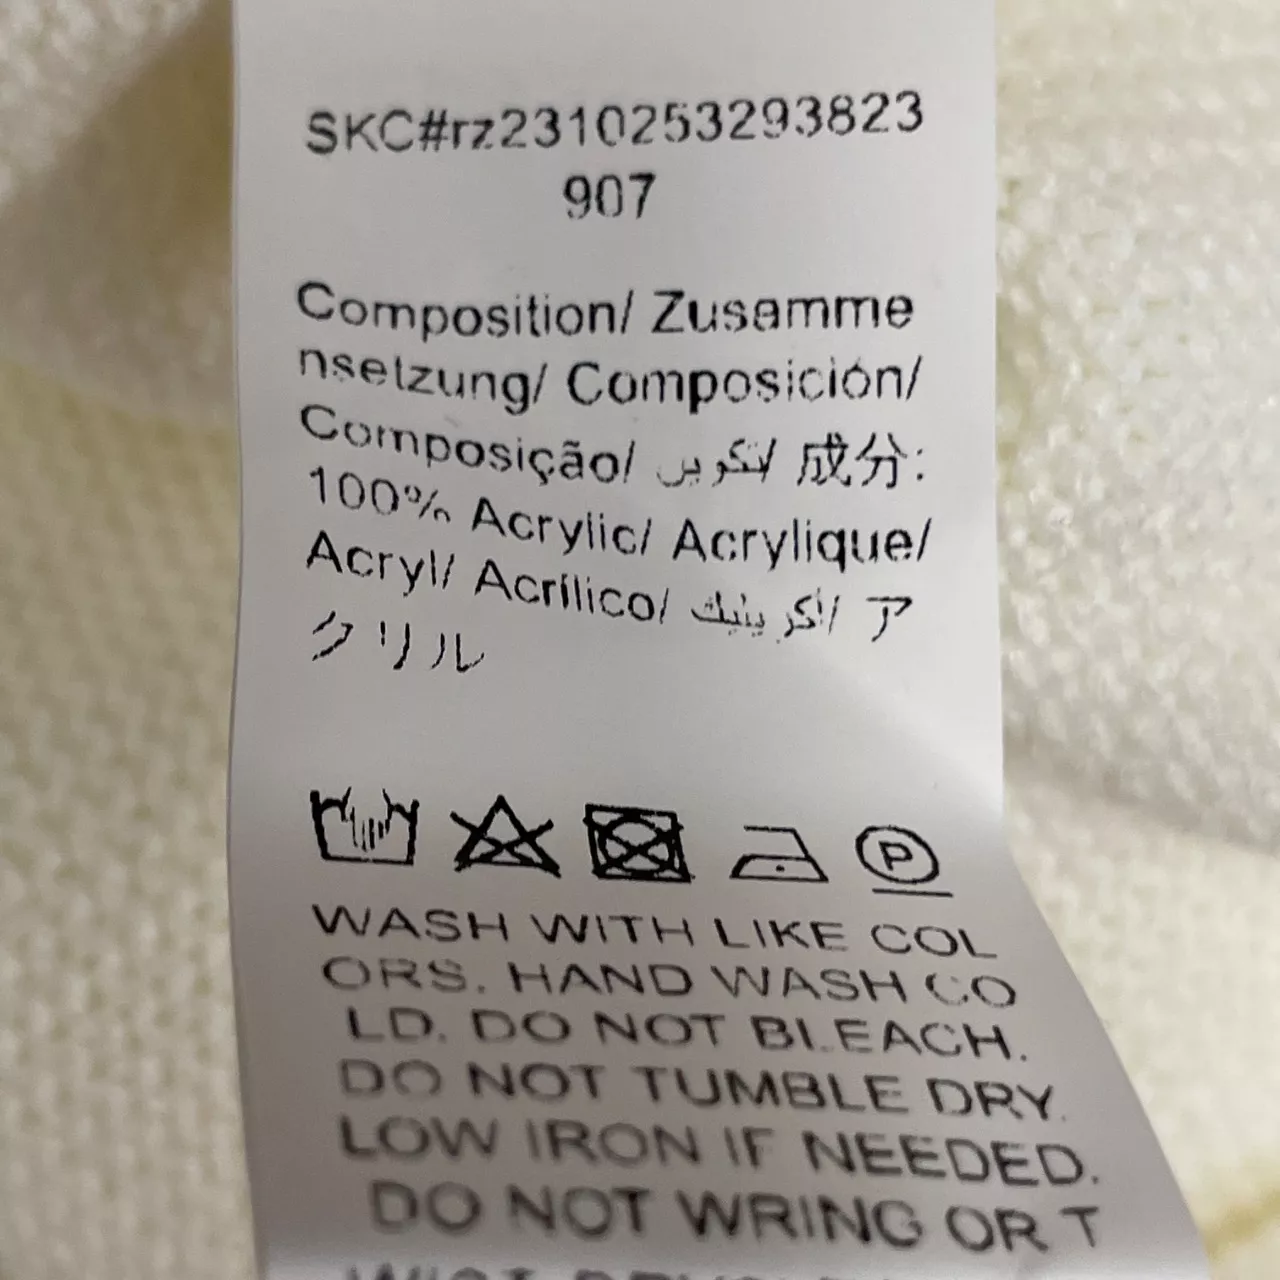 SKC#rz2310253293823
907
Composition/ Zusamme
nsetzung/ Composición/
Composição/ تكوين/ 成分:
100% Acrylic/ Acrylique/
Acryl/ Acrílico/ اكريليك/ ア
クリル
P
WASH WITH LIKE COL
ORS. HAND WASH CO
LD. DO NOT BLEACH.
DO NOT TUMBLE DRY.
LOW IRON IF NEEDED.
DO NOT WRING OR T